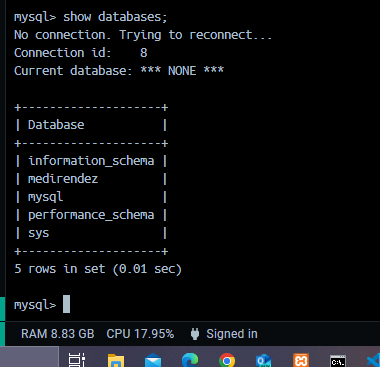 mysql> show databases;
No connection. Trying to reconnect...
Connection id:    8
Current database: *** NONE ***
+--------------------+
| Database           |
+--------------------+
| information_schema |
| medirendez         |
| mysql              |
| performance_schema |
| sys                |
+--------------------+
5 rows in set (0.01 sec)
mysql>
RAM 8.83 GB CPU 17.95% Signed in